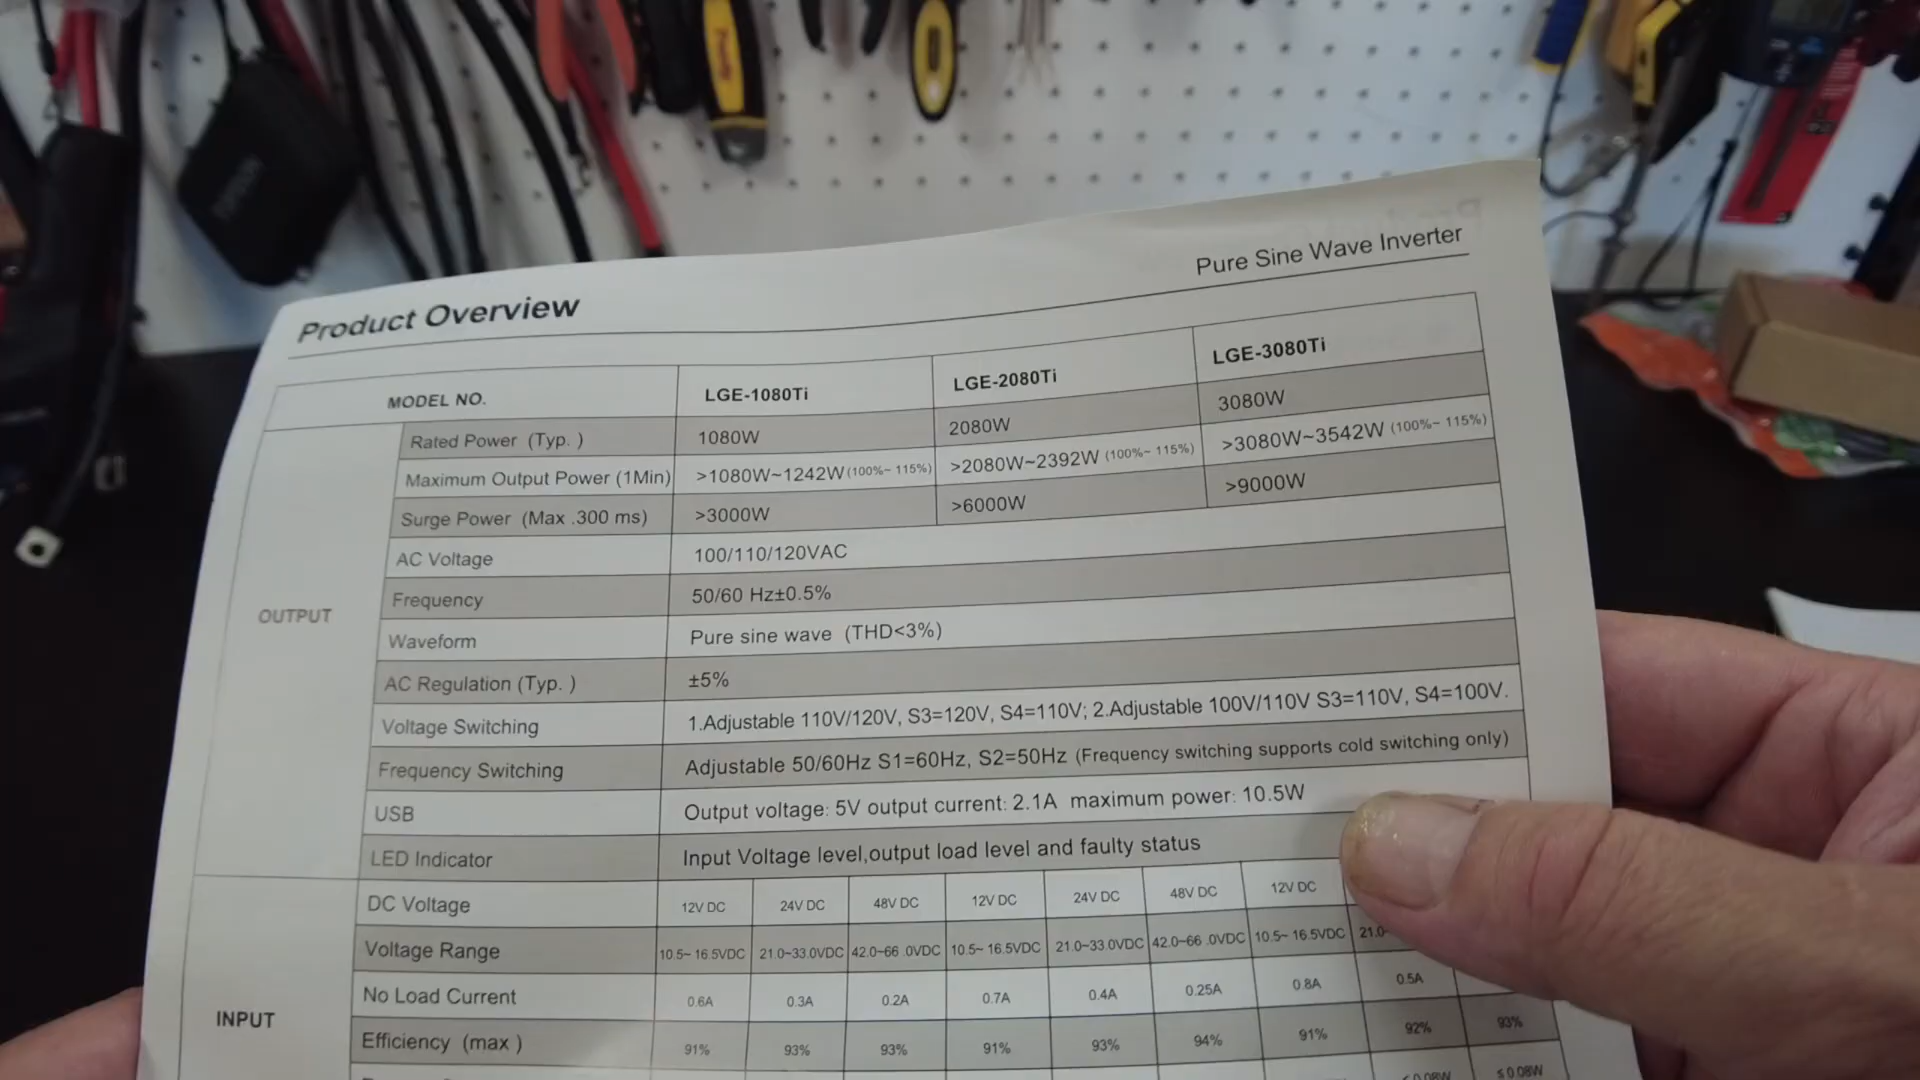 Pure Sine Wave Inverter
Product Overview
MODEL NO. LGE-1080Ti LGE-2080Ti LGE-3080Ti
OUTPUT
Rated Power (Typ. ) 1080W 2080W 3080W
Maximum Output Power (1Min) >1080W~1242W (100%~ 115%) >2080W~2392W (100%~ 115%) >3080W~3542W (100%~ 115%)
Surge Power (Max .300 ms) >3000W >6000W >9000W
AC Voltage 100/110/120VAC
Frequency 50/60 Hz±0.5%
Waveform Pure sine wave (THD<3%)
AC Regulation (Typ. ) ±5%
Voltage Switching 1.Adjustable 110V/120V, S3=120V, S4=110V; 2.Adjustable 100V/110V S3=110V, S4=100V.
Frequency Switching Adjustable 50/60Hz S1=60Hz, S2=50Hz (Frequency switching supports cold switching only)
USB Output voltage: 5V output current: 2.1A maximum power: 10.5W
LED Indicator Input Voltage level,output load level and faulty status
INPUT
DC Voltage 12V DC 24V DC 48V DC 12V DC 24V DC 48V DC 12V DC
Voltage Range 10.5~ 16.5VDC 21.0~33.0VDC 42.0~66 .0VDC 10.5~ 16.5VDC 21.0~33.0VDC 42.0~66 .0VDC 10.5~ 16.5VDC 21.0~
No Load Current 0.6A 0.3A 0.2A 0.7A 0.4A 0.25A 0.8A 0.5A
Efficiency (max ) 91% 93% 93% 91% 93% 94% 91% 92% 93%
≤0.08W ≤0.08W